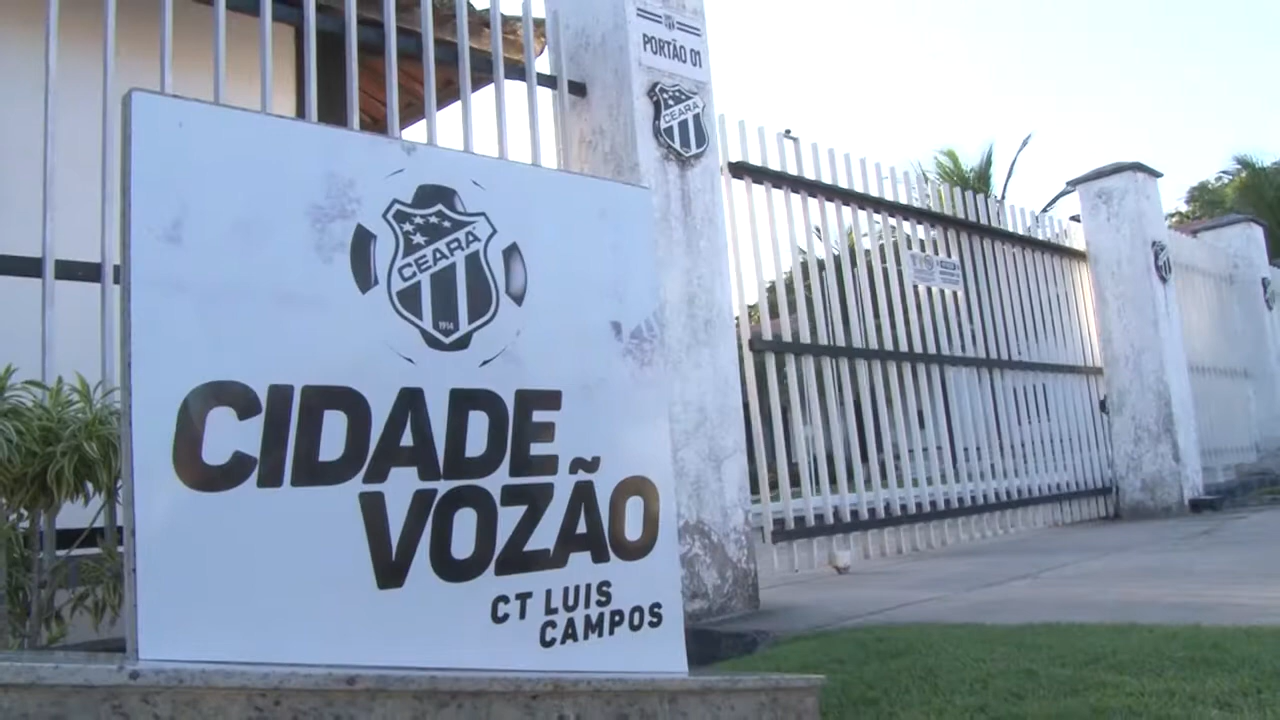 PORTÃO 01
CEARÁ
CEARÁ
1914
CIDADE
VOZÃO
CT LUIS
CAMPOS